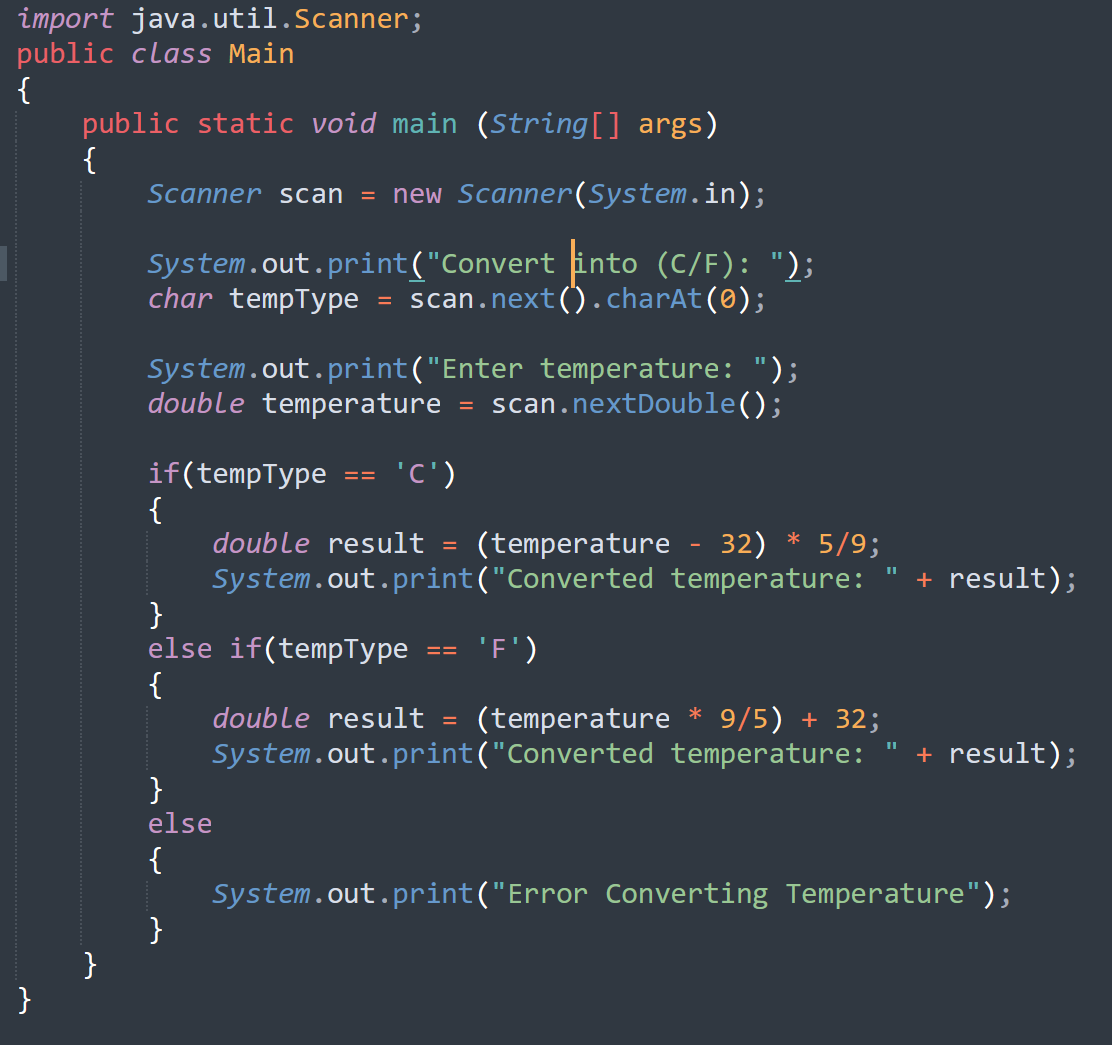 import java.util.Scanner;
public class Main
{
    public static void main (String[] args)
    {
        Scanner scan = new Scanner(System.in);

        System.out.print("Convert into (C/F): ");
        char tempType = scan.next().charAt(0);

        System.out.print("Enter temperature: ");
        double temperature = scan.nextDouble();

        if(tempType == 'C')
        {
            double result = (temperature - 32) * 5/9;
            System.out.print("Converted temperature: " + result);
        }
        else if(tempType == 'F')
        {
            double result = (temperature * 9/5) + 32;
            System.out.print("Converted temperature: " + result);
        }
        else
        {
            System.out.print("Error Converting Temperature");
        }
    }
}